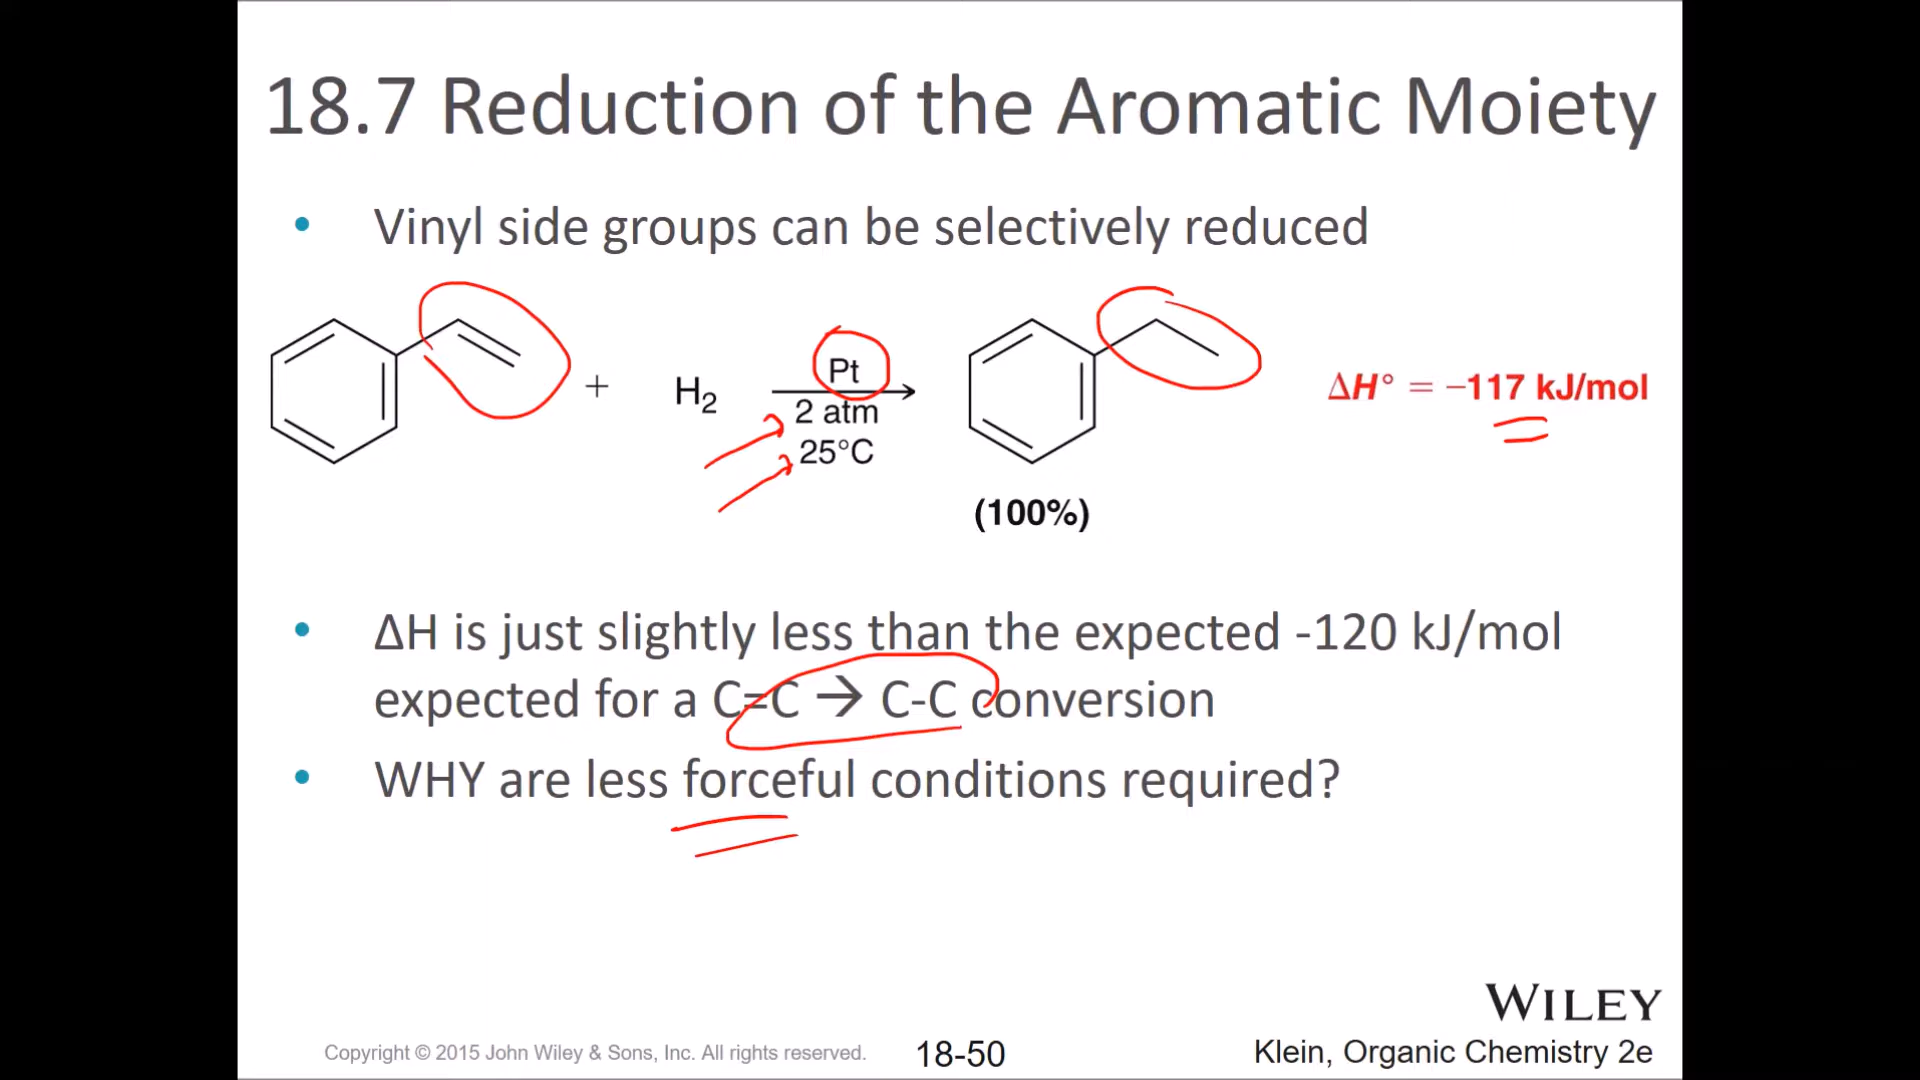 18.7 Reduction of the Aromatic Moiety
• Vinyl side groups can be selectively reduced
+ H₂
Pt
2 atm
25°C
ΔH° = −117 kJ/mol
(100%)
• ΔH is just slightly less than the expected -120 kJ/mol
expected for a C=C → C-C conversion
• WHY are less forceful conditions required?
WILEY
Copyright © 2015 John Wiley & Sons, Inc. All rights reserved.
18-50
Klein, Organic Chemistry 2e